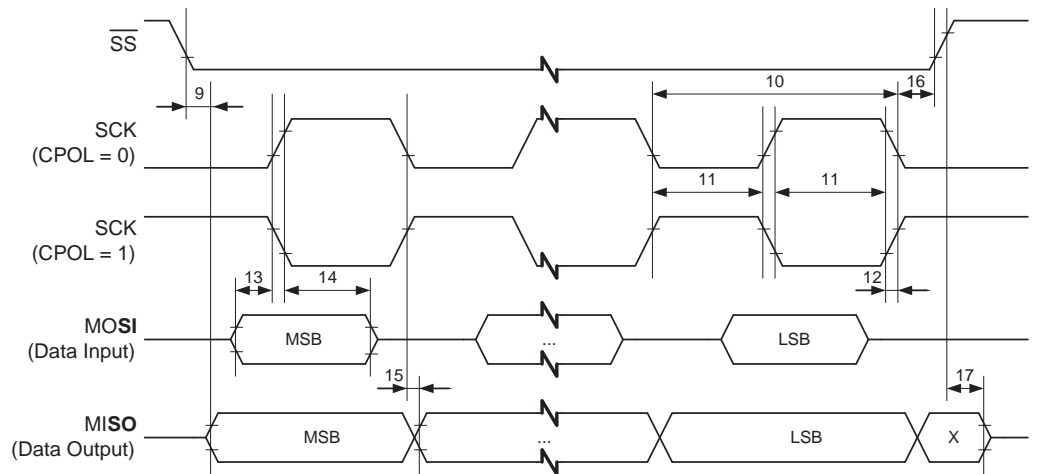 SS
9
10
16
SCK
(CPOL = 0)
11
11
SCK
(CPOL = 1)
13
14
12
MOSI
(Data Input)
MSB
...
LSB
15
17
MISO
(Data Output)
MSB
...
LSB
X